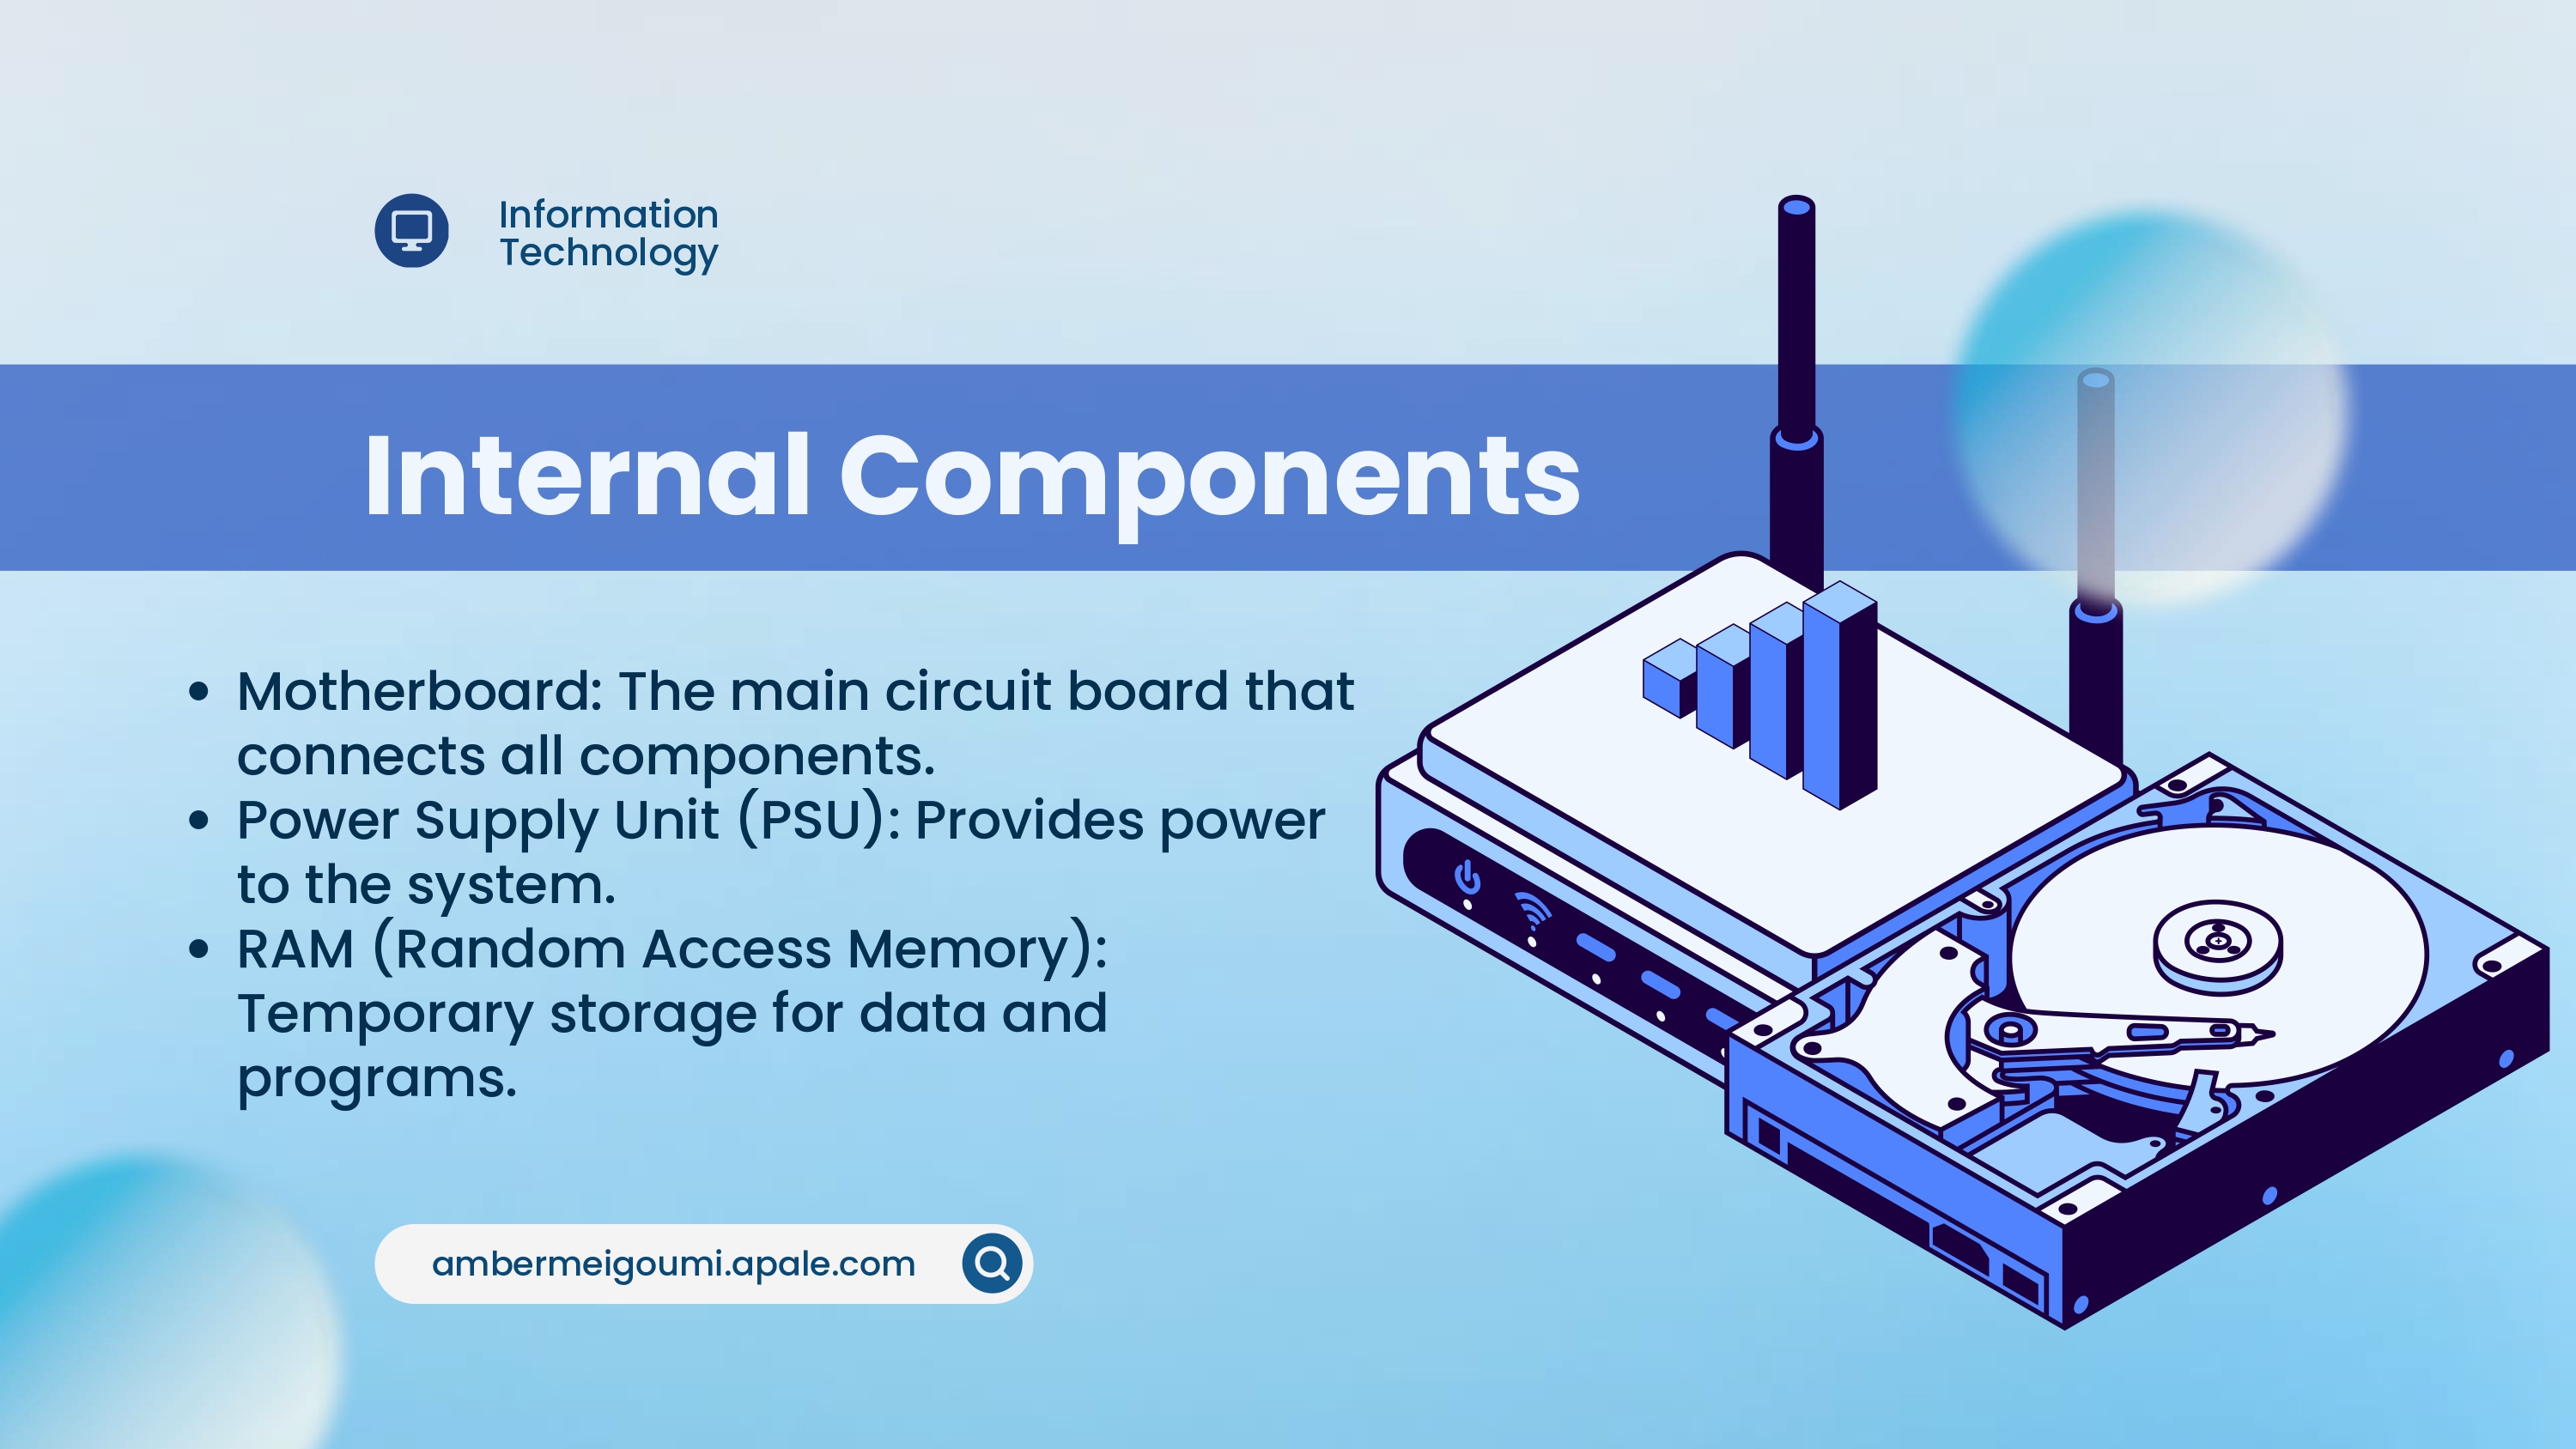 Information
Technology
Internal Components
• Motherboard: The main circuit board that
connects all components.
• Power Supply Unit (PSU): Provides power
to the system.
• RAM (Random Access Memory):
Temporary storage for data and
programs.
ambermeigoumi.apale.com